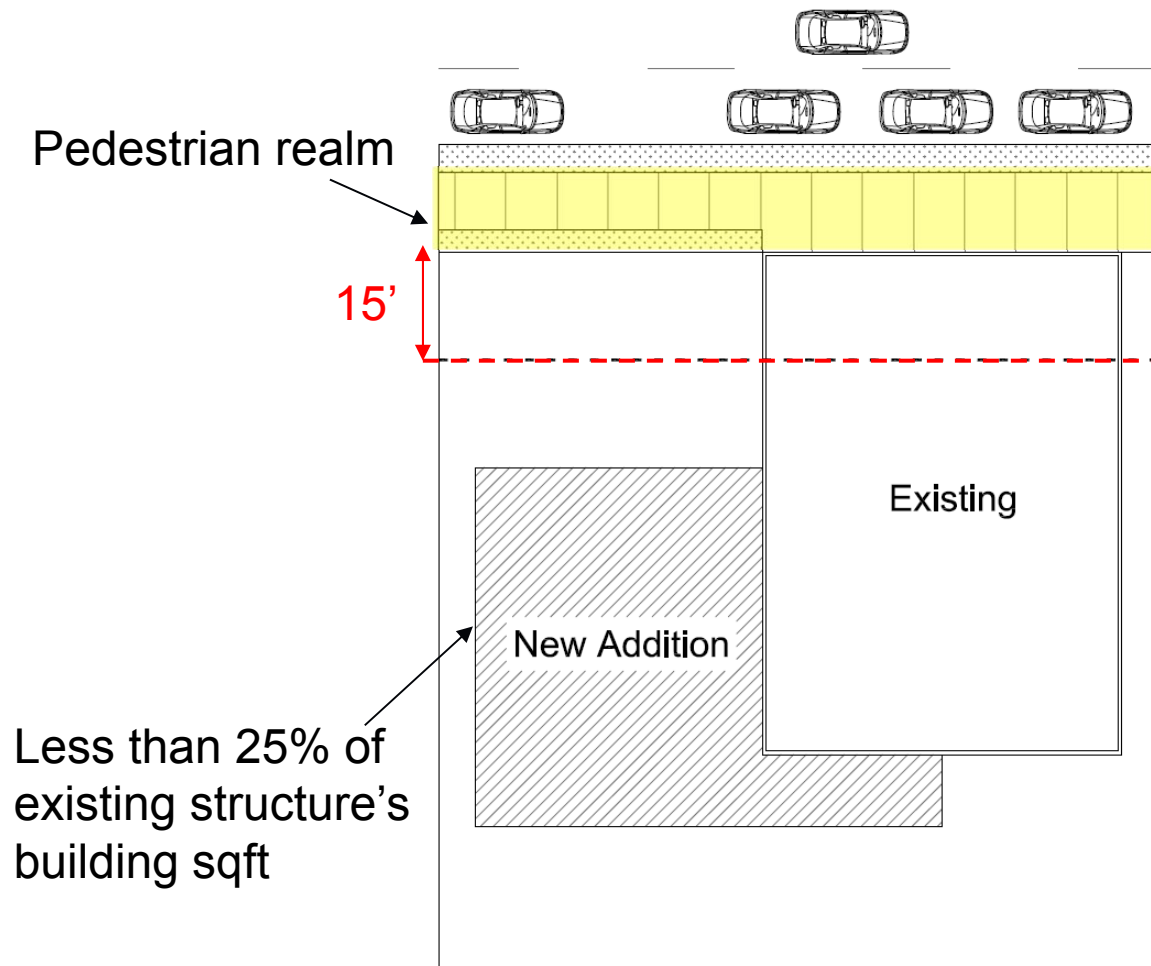 Pedestrian realm
15’
Existing
New Addition
Less than 25% of
existing structure’s
building sqft